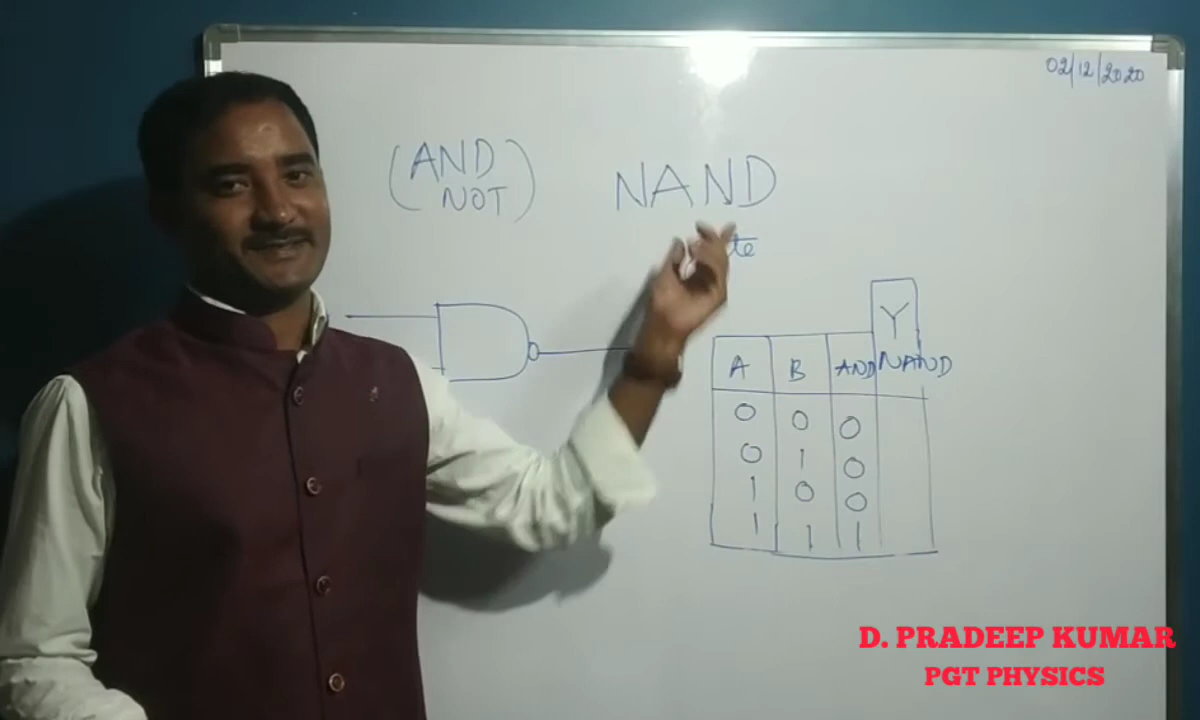 02/12/2020
(AND NOT) NAND
te
Y
A B AND NAND
0 0 0
0 1 0
1 0 0
1 1 1
D. PRADEEP KUMAR
PGT PHYSICS